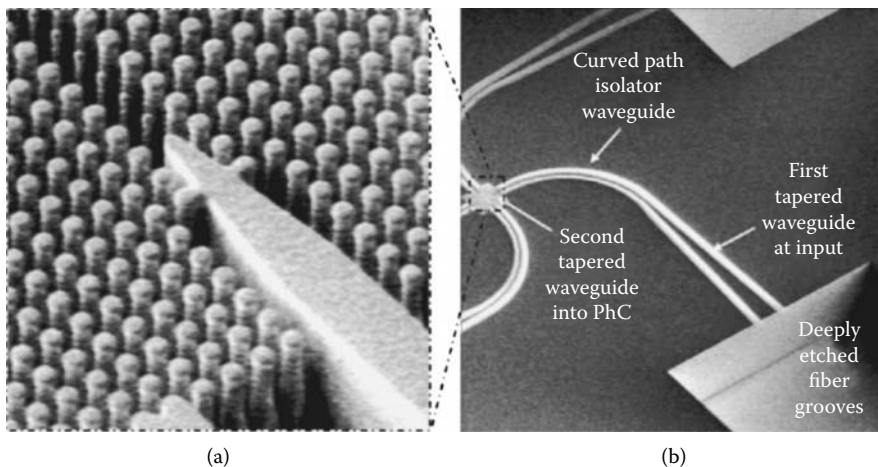 Curved path
isolator
waveguide
First
tapered
waveguide
at input
Second
tapered
waveguide
into PhC
Deeply
etched
fiber
grooves
(a)
(b)